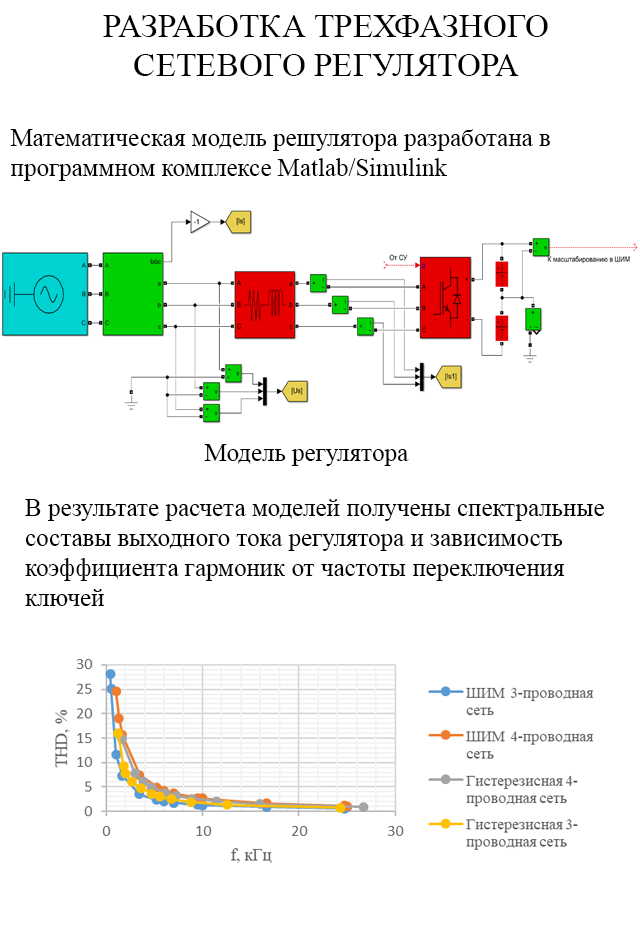 РАЗРАБОТКА ТРЕХФАЗНОГО
СЕТЕВОГО РЕГУЛЯТОРА
Математическая модель решулятора разработана в
программном комплексе Matlab/Simulink
-1
[Is]
Iabc
A
B
C
A
B
C
a
b
c
A
B
C
a
b
c
От СУ
g
A
B
C
+
-
К масштабированию в ШИМ
[Us]
[Is1]
Модель регулятора
В результате расчета моделей получены спектральные
составы выходного тока регулятора и зависимость
коэффициента гармоник от частоты переключения
ключей
THD, %
30
25
20
15
10
5
0
0 10 20 30
f, кГц
ШИМ 3-проводная
сеть
ШИМ 4-проводная
сеть
Гистерезисная 4-
проводная сеть
Гистерезисная 3-
проводная сеть